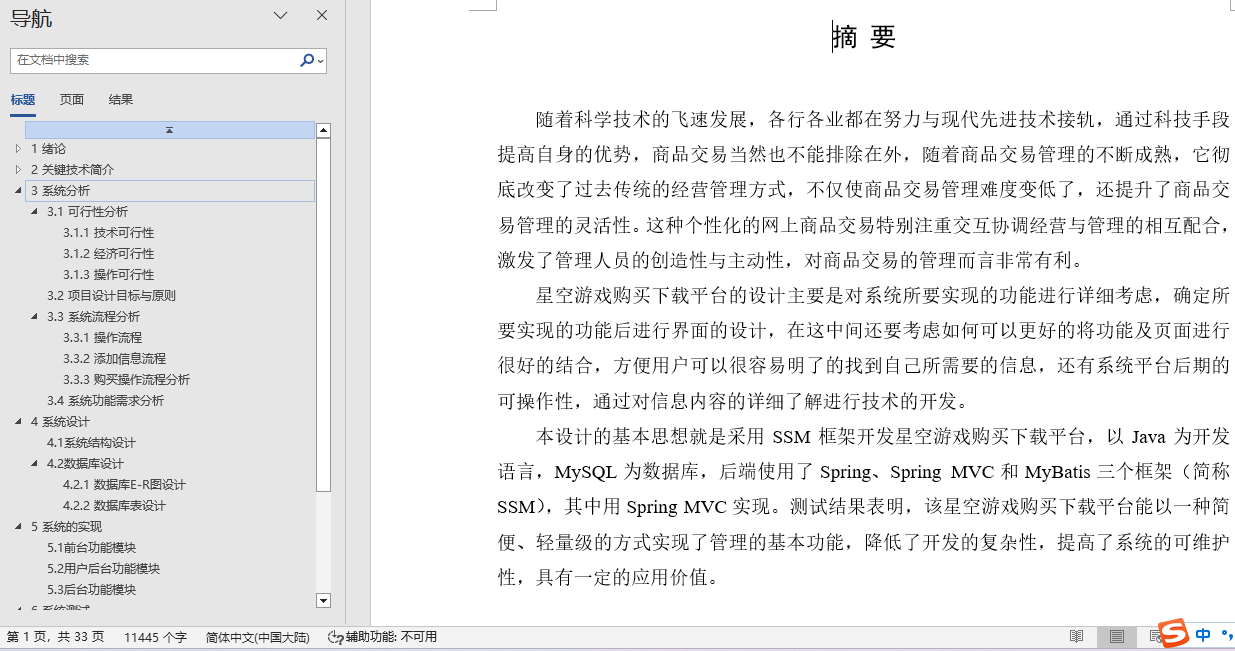 导航
在文档中搜索
标题 页面 结果
1 绪论
2 关键技术简介
3 系统分析
3.1 可行性分析
3.1.1 技术可行性
3.1.2 经济可行性
3.1.3 操作可行性
3.2 项目设计目标与原则
3.3 系统流程分析
3.3.1 操作流程
3.3.2 添加信息流程
3.3.3 购买操作流程分析
3.4 系统功能需求分析
4 系统设计
4.1系统结构设计
4.2数据库设计
4.2.1 数据库E-R图设计
4.2.2 数据库表设计
5 系统的实现
5.1前台功能模块
5.2用户后台功能模块
5.3后台功能模块
6 系统测试
摘 要
随着科学技术的飞速发展，各行各业都在努力与现代先进技术接轨，通过科技手段
提高自身的优势，商品交易当然也不能排除在外，随着商品交易管理的不断成熟，它彻
底改变了过去传统的经营管理方式，不仅使商品交易管理难度变低了，还提升了商品交
易管理的灵活性。这种个性化的网上商品交易特别注重交互协调经营与管理的相互配合，
激发了管理人员的创造性与主动性，对商品交易的管理而言非常有利。
星空游戏购买下载平台的设计主要是对系统所要实现的功能进行详细考虑，确定所
要实现的功能后进行界面的设计，在这中间还要考虑如何可以更好的将功能及页面进行
很好的结合，方便用户可以很容易明了的找到自己所需要的信息，还有系统平台后期的
可操作性，通过对信息内容的详细了解进行技术的开发。
本设计的基本思想就是采用 SSM 框架开发星空游戏购买下载平台，以 Java 为开发
语言，MySQL 为数据库，后端使用了 Spring、Spring MVC 和 MyBatis 三个框架（简称
SSM），其中用 Spring MVC 实现。测试结果表明，该星空游戏购买下载平台能以一种简
便、轻量级的方式实现了管理的基本功能，降低了开发的复杂性，提高了系统的可维护
性，具有一定的应用价值。
第 1 页，共 33 页 11445 个字 简体中文(中国大陆) 辅助功能: 不可用
S 中 °,